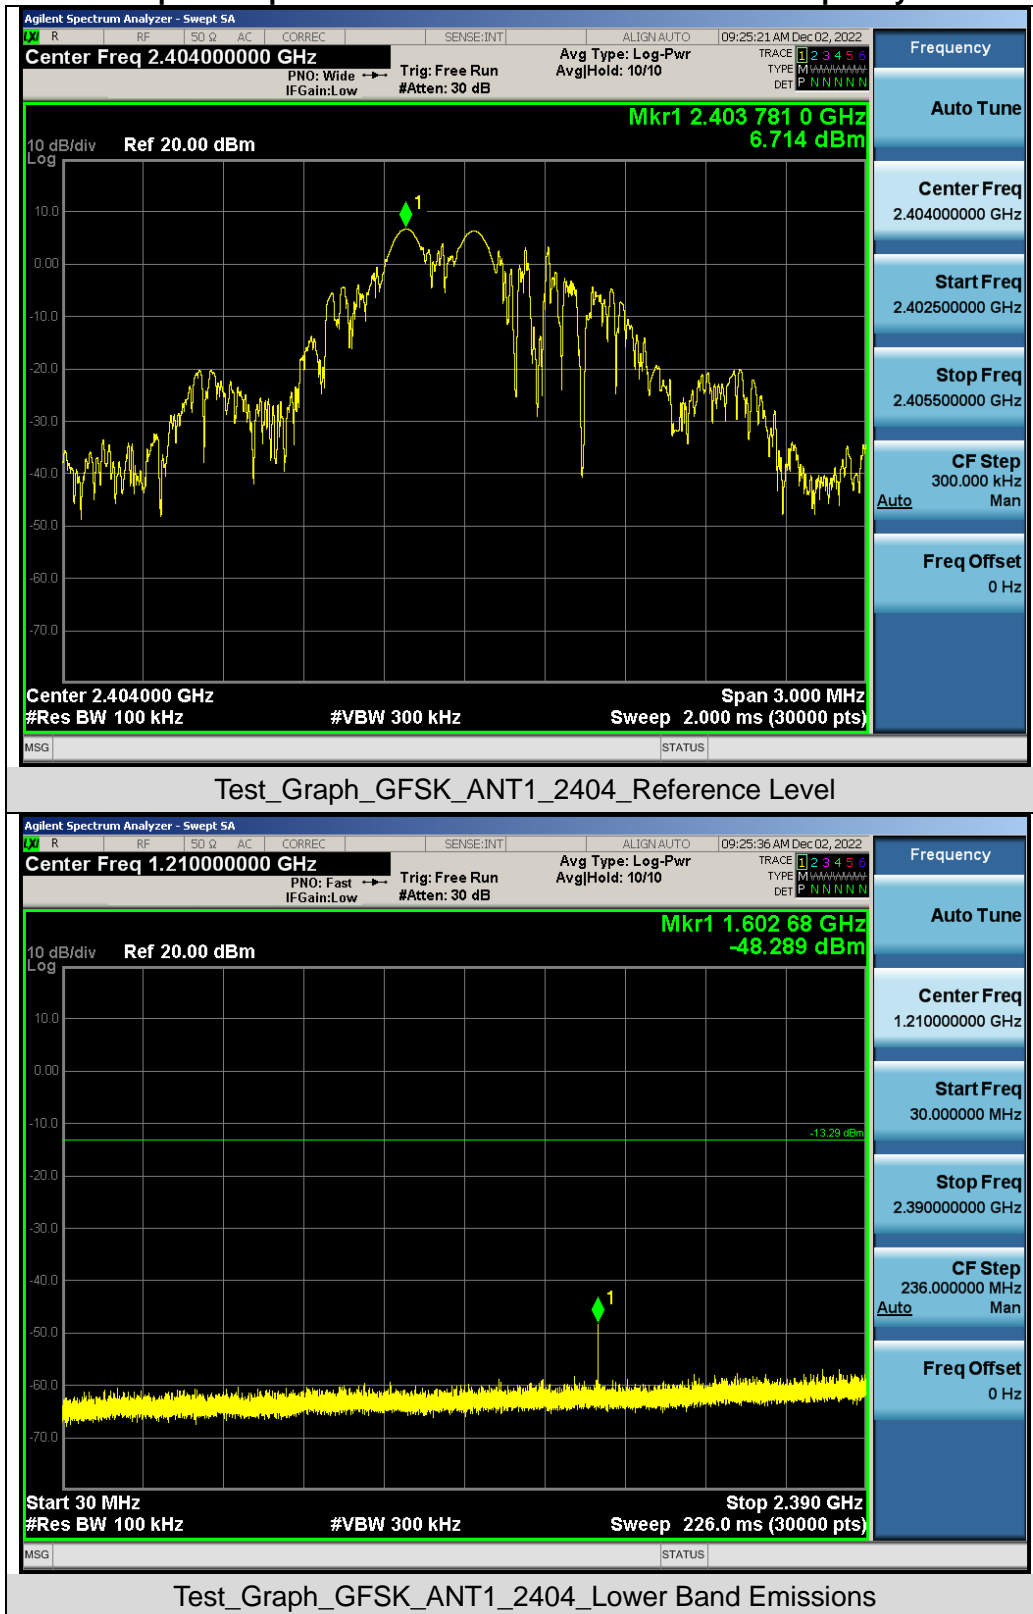 Agilent Spectrum Analyzer - Swept SA
LXI R RF 50 Ω AC CORREC SENSE:INT ALIGN AUTO 09:25:21 AM Dec 02, 2022
Center Freq 2.404000000 GHz
PNO: Wide
IFGain:Low
Trig: Free Run
#Atten: 30 dB
Avg Type: Log-Pwr
Avg|Hold: 10/10
TRACE 1 2 3 4 5 6
TYPE M
DET P N N N N N
Mkr1 2.403 781 0 GHz
6.714 dBm
10 dB/div Ref 20.00 dBm
Log
1
10.0
0.00
-10.0
-20.0
-30.0
-40.0
-50.0
-60.0
-70.0
Center 2.404000 GHz Span 3.000 MHz
#Res BW 100 kHz #VBW 300 kHz Sweep 2.000 ms (30000 pts)
MSG STATUS
Frequency
Auto Tune
Center Freq
2.404000000 GHz
Start Freq
2.402500000 GHz
Stop Freq
2.405500000 GHz
CF Step
300.000 kHz
Auto Man
Freq Offset
0 Hz
Test_Graph_GFSK_ANT1_2404_Reference Level
Agilent Spectrum Analyzer - Swept SA
LXI R RF 50 Ω AC CORREC SENSE:INT ALIGN AUTO 09:25:36 AM Dec 02, 2022
Center Freq 1.210000000 GHz
PNO: Fast
IFGain:Low
Trig: Free Run
#Atten: 30 dB
Avg Type: Log-Pwr
Avg|Hold: 10/10
TRACE 1 2 3 4 5 6
TYPE M
DET P N N N N N
Mkr1 1.602 68 GHz
-48.289 dBm
10 dB/div Ref 20.00 dBm
Log
10.0
0.00
-10.0
-13.29 dBm
-20.0
-30.0
-40.0
1
-50.0
-60.0
-70.0
Start 30 MHz Stop 2.390 GHz
#Res BW 100 kHz #VBW 300 kHz Sweep 226.0 ms (30000 pts)
MSG STATUS
Frequency
Auto Tune
Center Freq
1.210000000 GHz
Start Freq
30.000000 MHz
Stop Freq
2.390000000 GHz
CF Step
236.000000 MHz
Auto Man
Freq Offset
0 Hz
Test_Graph_GFSK_ANT1_2404_Lower Band Emissions